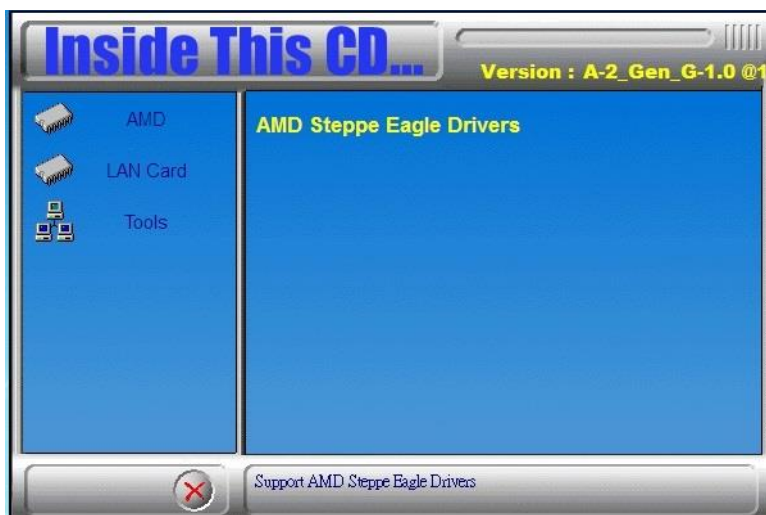 Inside This CD...
Version : A-2_Gen_G-1.0 @1
AMD
LAN Card
Tools
AMD Steppe Eagle Drivers
Support AMD Steppe Eagle Drivers